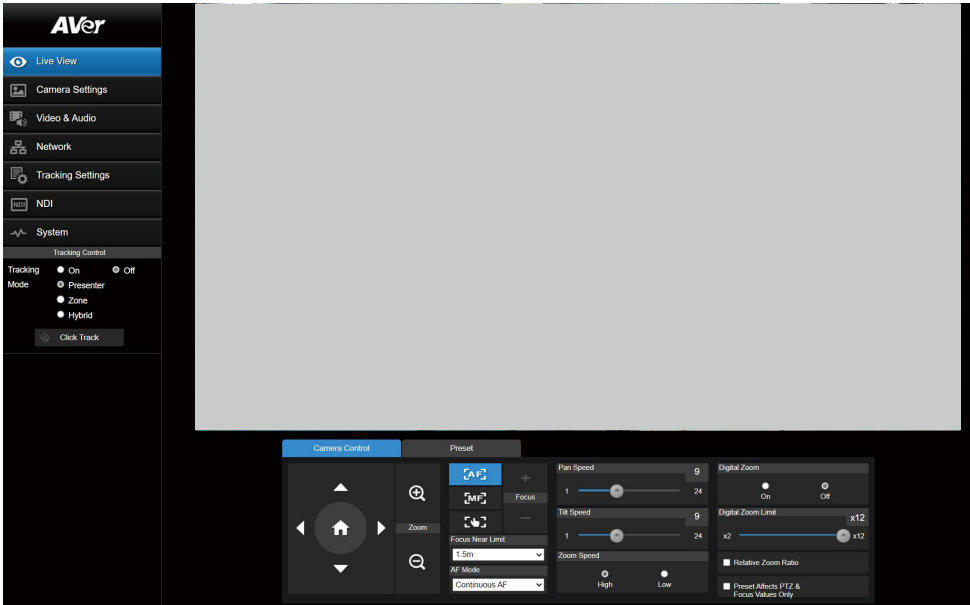 AVer
Live View
Camera Settings
Video & Audio
Network
Tracking Settings
NDI NDI
System
Tracking Control
Tracking On Off
Mode Presenter
Zone
Hybrid
Click Track
Camera Control Preset
[AF]
[MF]
+
Focus
−
Zoom
Focus Near Limit
1.5m
AF Mode
Continuous AF
Pan Speed 9
1 24
Tilt Speed 9
1 24
Zoom Speed
High Low
Digital Zoom
On Off
Digital Zoom Limit x12
x2 x12
Relative Zoom Ratio
Preset Affects PTZ &
Focus Values Only